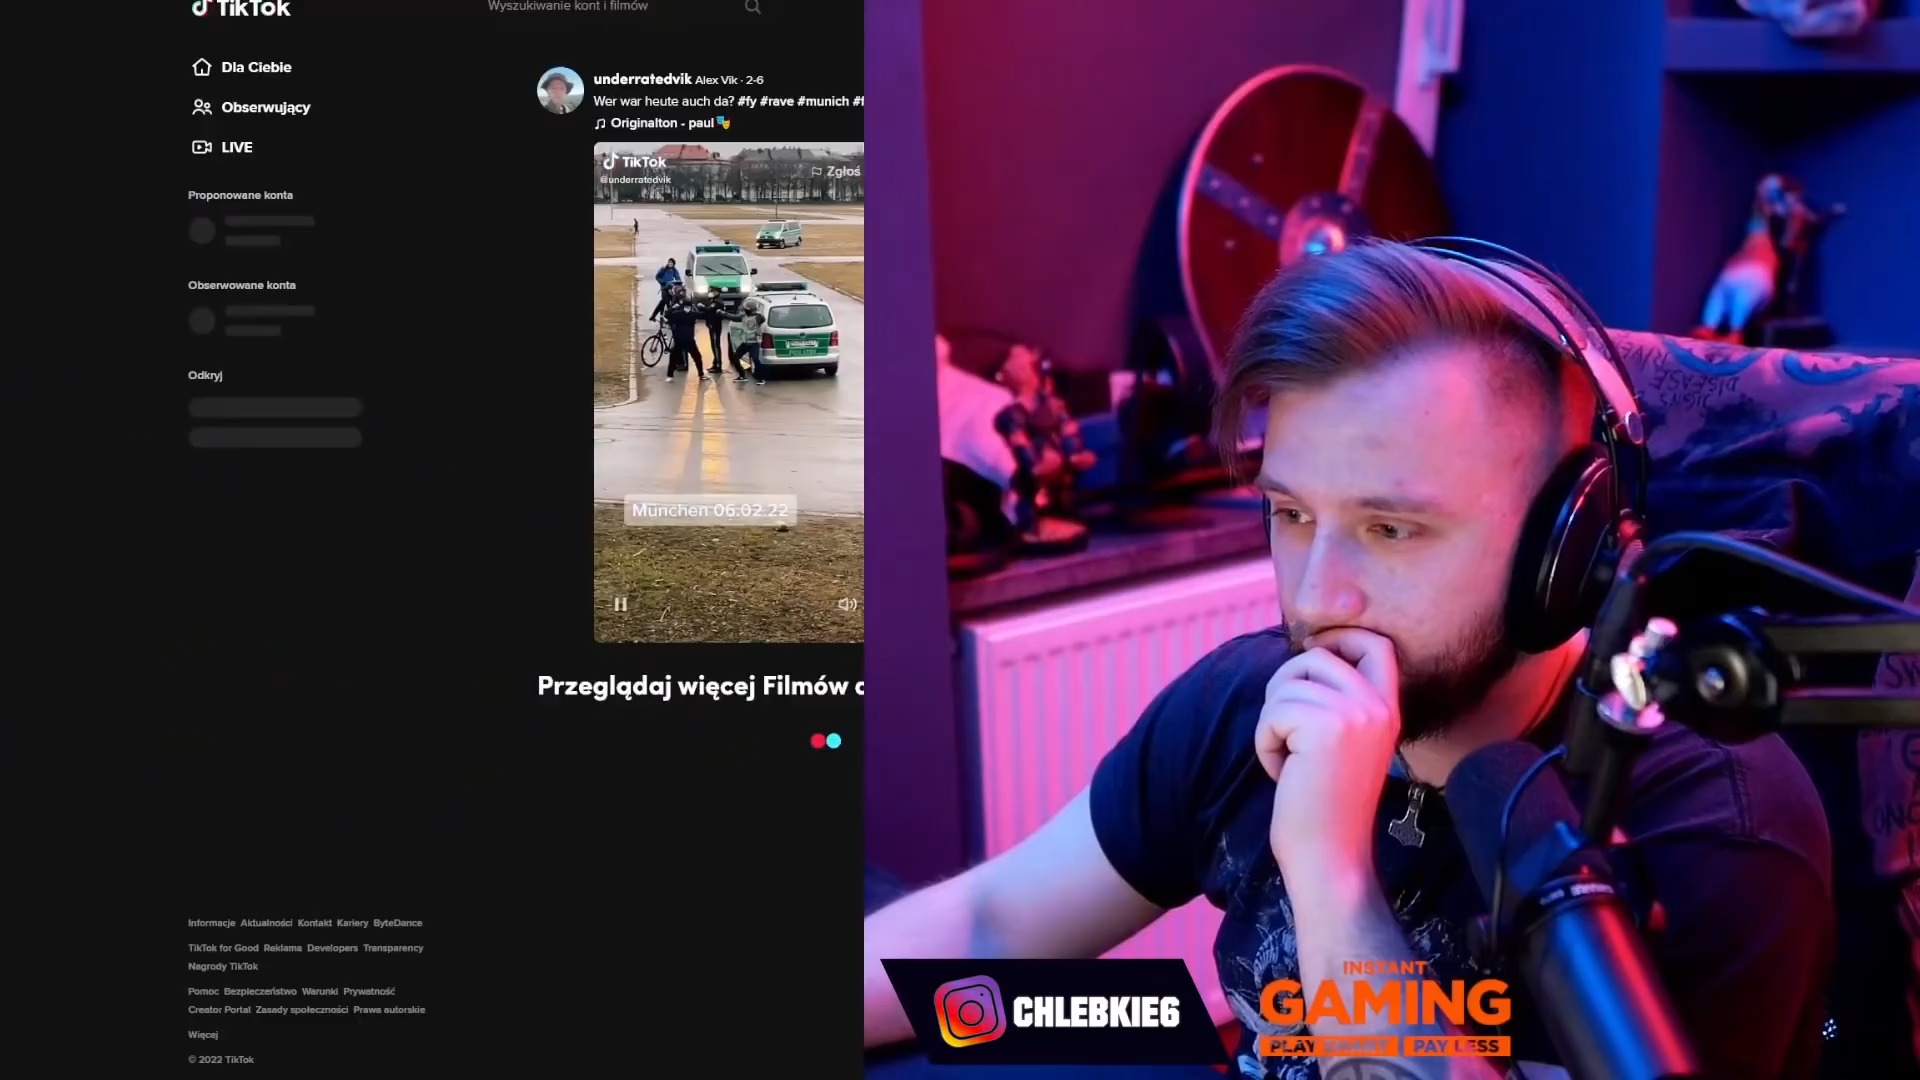 TikTok
Wyszukiwanie kont i filmów
Dla Ciebie
Obserwujący
LIVE
Proponowane konta
Obserwowane konta
Odkryj
underratedvik Alex Vik · 2-6
Wer war heute auch da? #fy #rave #munich #f
Originalton - paul🎭
TikTok
@underratedvik
Zgłoś
POLIZEI
München 06.02.22
Przeglądaj więcej Filmów
Informacje Aktualności Kontakt Kariery ByteDance
TikTok for Good Reklama Developers Transparency
Nagrody TikTok
Pomoc Bezpieczeństwo Warunki Prywatność
Creator Portal Zasady społeczności Prawa autorskie
Więcej
© 2022 TikTok
DISEASE
CHLEBKIE6
INSTANT
GAMING
PLAY SMART PAY LESS